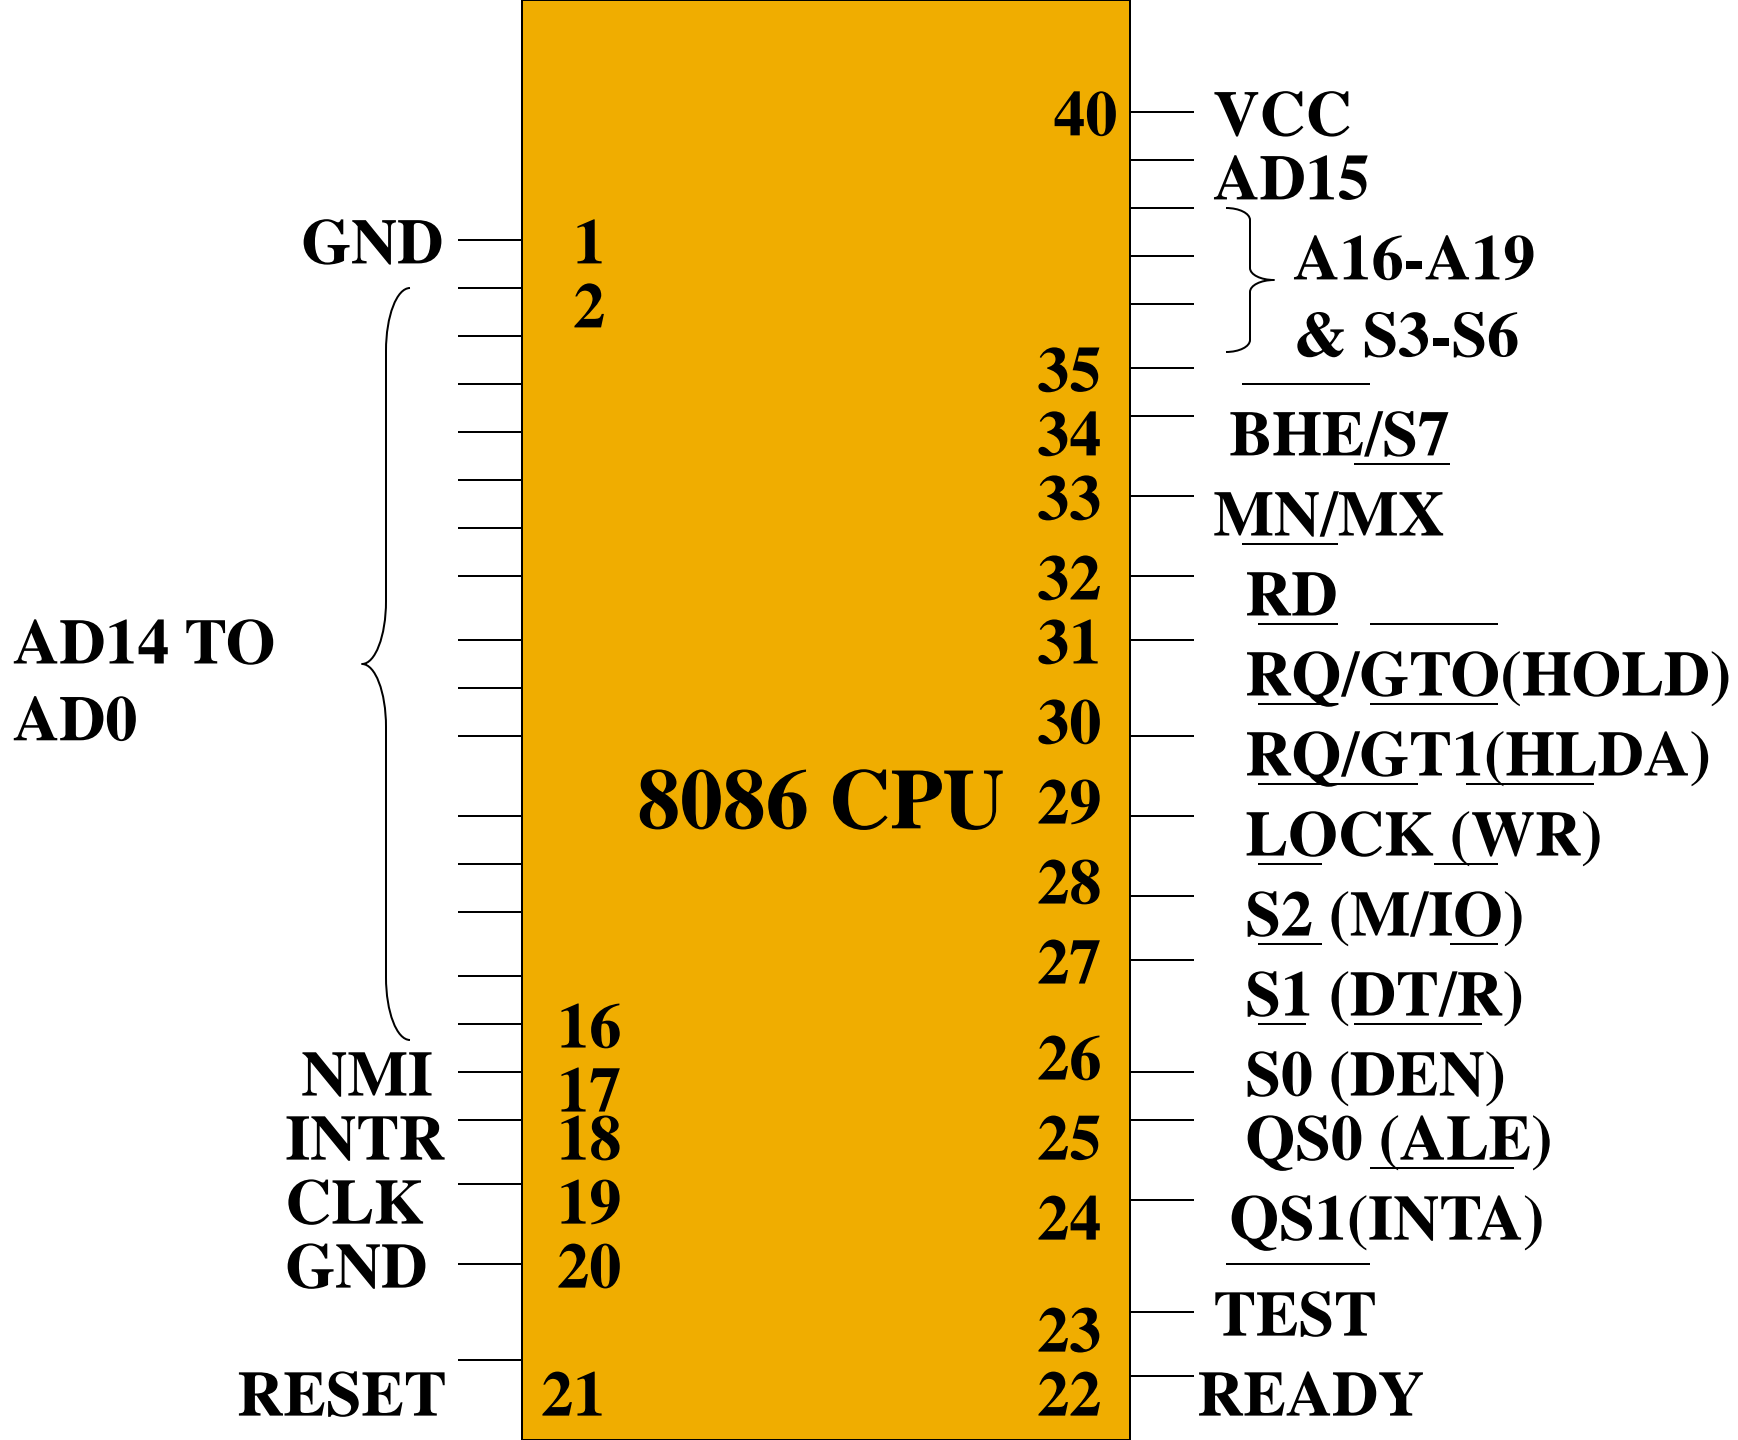 40 VCC
AD15
GND 1
A16-A19
2
& S3-S6
35
34 BHE/S7
33 MN/MX
32 RD
AD14 TO
31 RQ/GTO(HOLD)
AD0
30 RQ/GT1(HLDA)
8086 CPU
29 LOCK (WR)
28 S2 (M/IO)
27 S1 (DT/R)
16
NMI 17
26 S0 (DEN)
INTR 18
25 QS0 (ALE)
CLK 19
24 QS1(INTA)
GND 20
23 TEST
RESET 21
22 READY